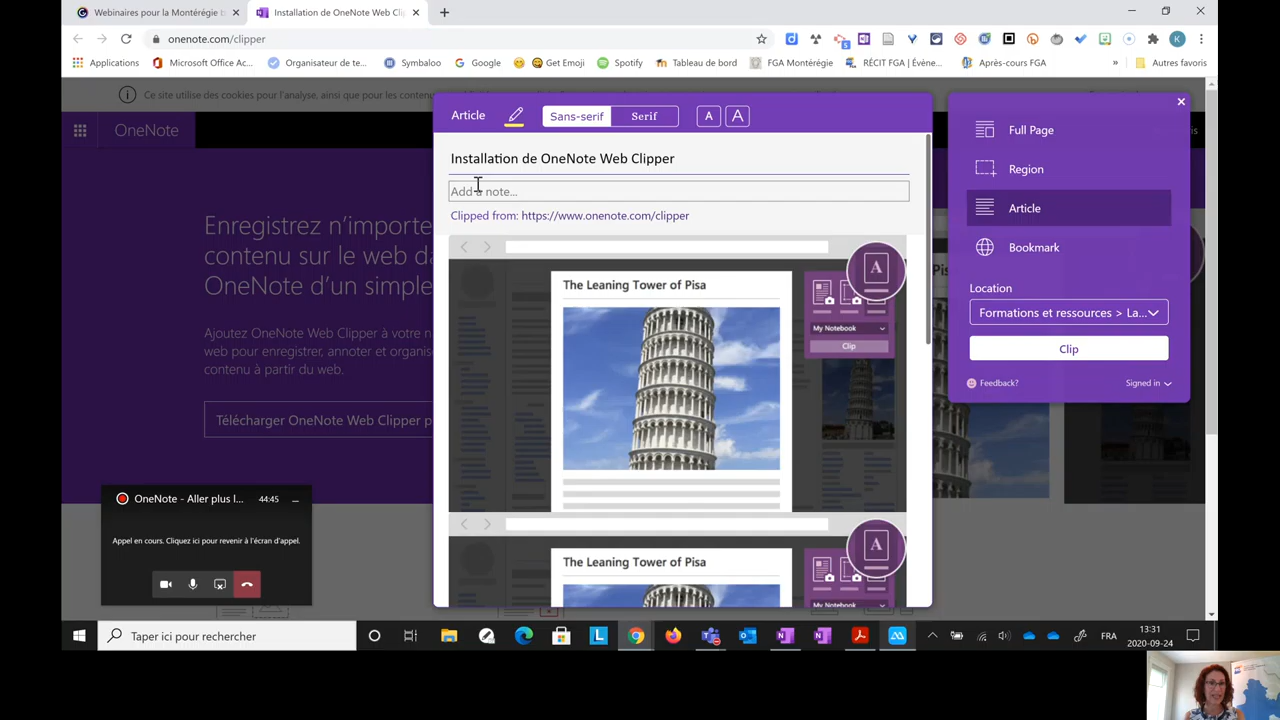 Webinaires pour la Montérégie b
Installation de OneNote Web Cli
onenote.com/clipper
Applications
Microsoft Office Ac...
Organisateur de te...
Symbaloo
Google
Get Emoji
Spotify
Tableau de bord
FGA Montérégie
RÉCIT FGA | Évène...
Après-cours FGA
»
Autres favoris
Ce site utilise des cookies pour l'analyse, ainsi que pour les conten
OneNote
Enregistrez n'importe
contenu sur le web da
OneNote d'un simple
Ajoutez OneNote Web Clipper à votre n
web pour enregistrer, annoter et organis
contenu à partir du web.
Télécharger OneNote Web Clipper p
Article
Sans-serif
Serif
A
A
Installation de OneNote Web Clipper
Add a note...
Clipped from: https://www.onenote.com/clipper
The Leaning Tower of Pisa
A
My Notebook
Clip
The Leaning Tower of Pisa
A
My Notebook
Full Page
Region
Article
Bookmark
Location
Formations et ressources > La...
Clip
Feedback?
Signed in
OneNote - Aller plus l...
44:45
Appel en cours. Cliquez ici pour revenir à l'écran d'appel.
Taper ici pour rechercher
FRA
13:31
2020-09-24